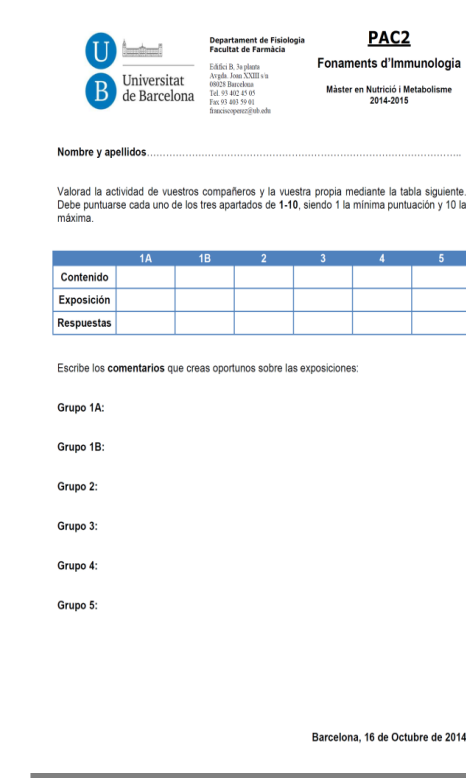 U
B
Universitat
de Barcelona
Departament de Fisiologia
Facultat de Farmàcia
Edifici B, 3a planta
Avgda. Joan XXIII s/n
08028 Barcelona
Tel. 93 402 45 05
Fax 93 403 59 01
franciscoperez@ub.edu
PAC2
Fonaments d'Immunologia
Màster en Nutrició i Metabolisme
2014-2015
Nombre y apellidos
Valorad la actividad de vuestros compañeros y la vuestra propia mediante la tabla siguiente.
Debe puntuarse cada uno de los tres apartados de 1-10, siendo 1 la mínima puntuación y 10 la
máxima.
1A 1B 2 3 4 5
Contenido
Exposición
Respuestas
Escribe los comentarios que creas oportunos sobre las exposiciones:
Grupo 1A:
Grupo 1B:
Grupo 2:
Grupo 3:
Grupo 4:
Grupo 5:
Barcelona, 16 de Octubre de 2014